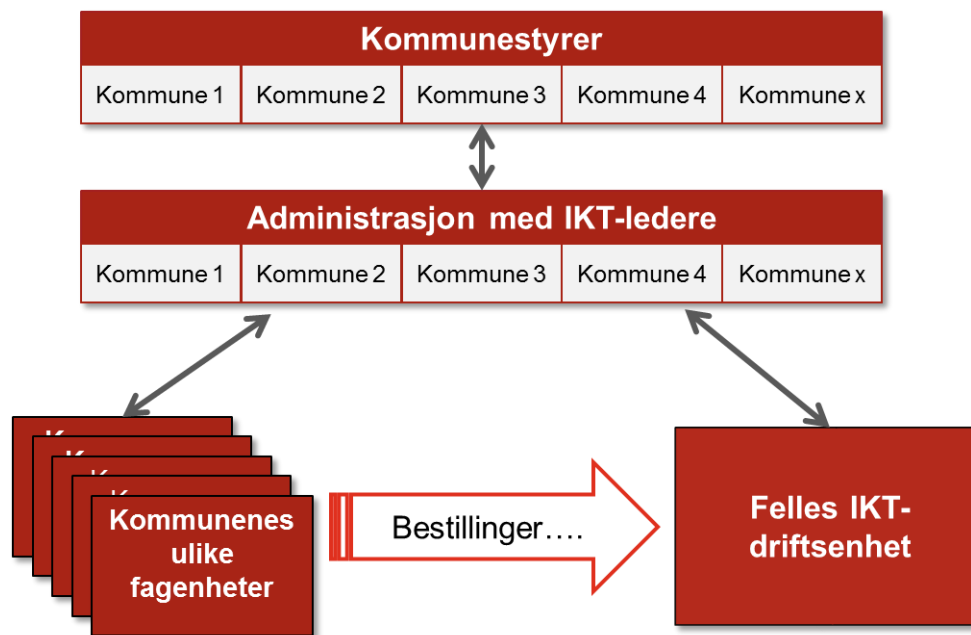 Kommunestyrer
Kommune 1 Kommune 2 Kommune 3 Kommune 4 Kommune x
Administrasjon med IKT-ledere
Kommune 1 Kommune 2 Kommune 3 Kommune 4 Kommune x
Kommunenes
ulike
fagenheter
Bestillinger….
Felles IKT-
driftsenhet